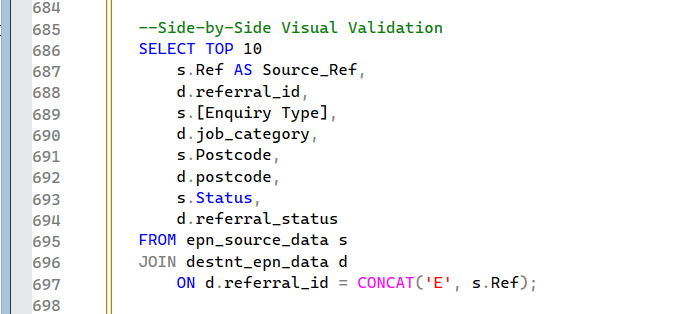 684
685 --Side-by-Side Visual Validation
686 SELECT TOP 10
687 s.Ref AS Source_Ref,
688 d.referral_id,
689 s.[Enquiry Type],
690 d.job_category,
691 s.Postcode,
692 d.postcode,
693 s.Status,
694 d.referral_status
695 FROM epn_source_data s
696 JOIN destnt_epn_data d
697 ON d.referral_id = CONCAT('E', s.Ref);
698